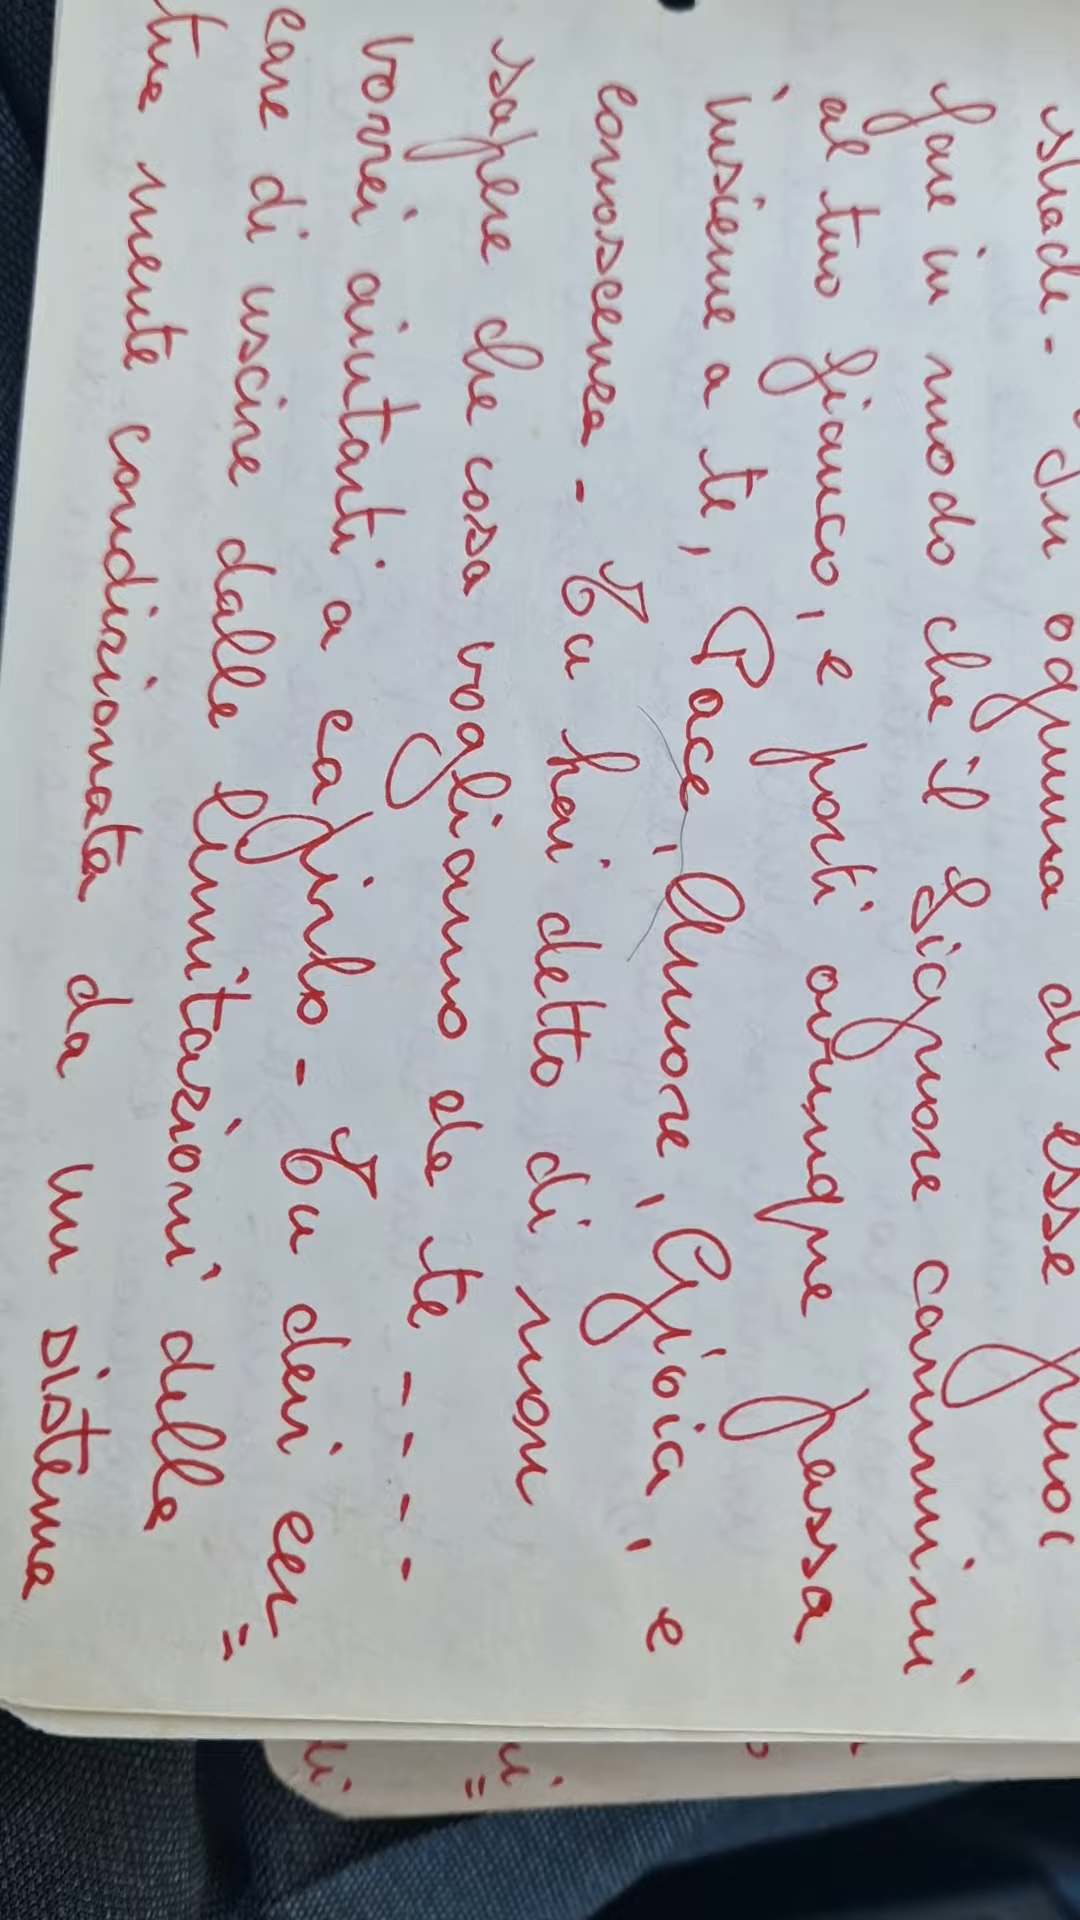 strade - In ognuna di esse puoi
fare in modo che il Signore cammini
al tuo fianco, e porti ovunque passa
insieme a te, Pace, Amore, Gioia, e
conoscenza - Tu hai detto di non
sapere che cosa vogliamo da te - - - -
vorrei aiutarti a capirlo - Tu devi cer=
care di uscire dalle limitazioni della
tua mente condizionata da un sistema